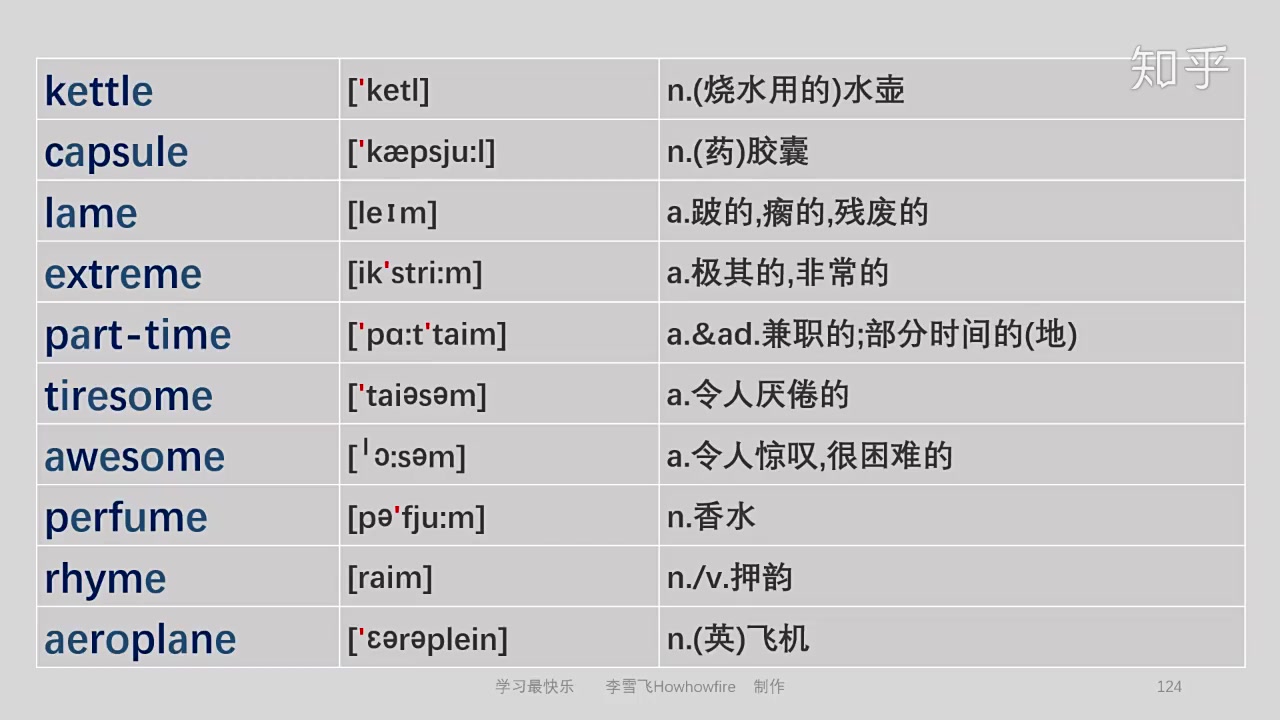 知乎
kettle ['ketl] n.(烧水用的)水壶
capsule ['kæpsju:l] n.(药)胶囊
lame [leɪm] a.跛的,瘸的,残废的
extreme [ik'stri:m] a.极其的,非常的
part-time ['pɑ:t'taim] a.&ad.兼职的;部分时间的(地)
tiresome ['taiəsəm] a.令人厌倦的
awesome [╵ɔ:səm] a.令人惊叹,很困难的
perfume [pə'fju:m] n.香水
rhyme [raim] n./v.押韵
aeroplane ['ɛərəplein] n.(英)飞机
学习最快乐 李雪飞Howhowfire 制作 124